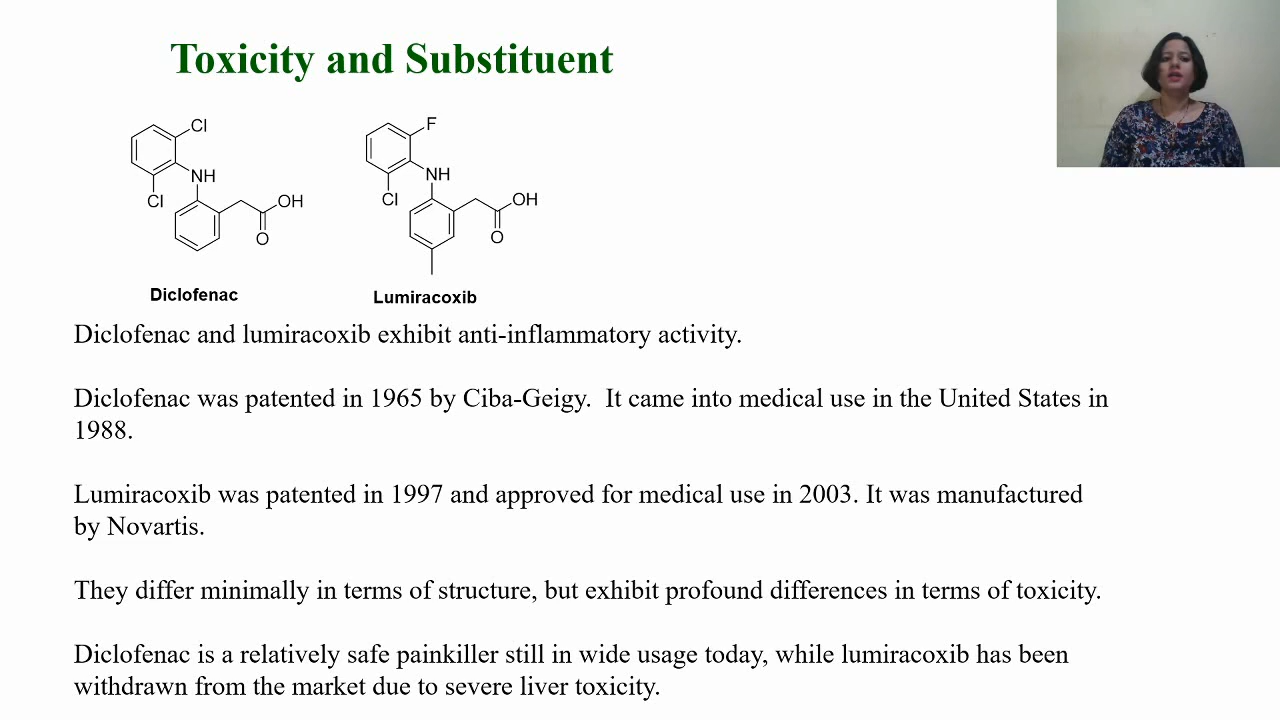 Toxicity and Substituent
Cl
NH
Cl
OH
O
Diclofenac
F
NH
Cl
OH
O
Lumiracoxib
Diclofenac and lumiracoxib exhibit anti-inflammatory activity.
Diclofenac was patented in 1965 by Ciba-Geigy. It came into medical use in the United States in
1988.
Lumiracoxib was patented in 1997 and approved for medical use in 2003. It was manufactured
by Novartis.
They differ minimally in terms of structure, but exhibit profound differences in terms of toxicity.
Diclofenac is a relatively safe painkiller still in wide usage today, while lumiracoxib has been
withdrawn from the market due to severe liver toxicity.